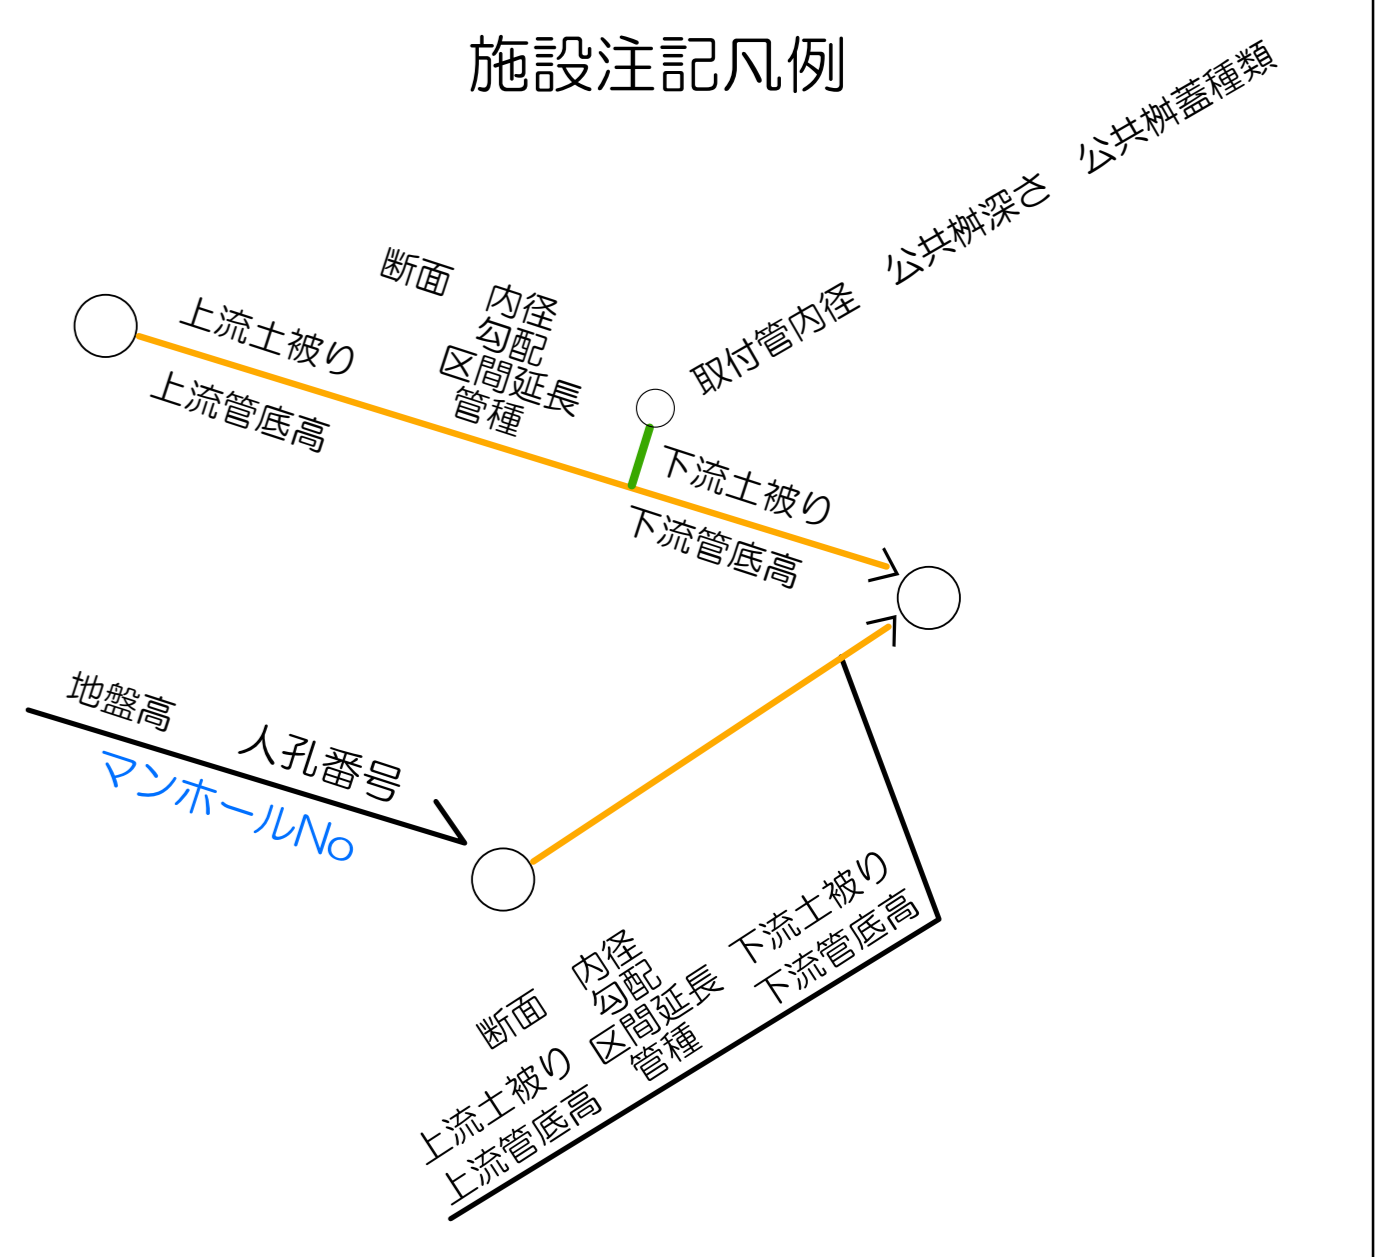 施設注記凡例
取付管内径　公共桝深さ　公共桝蓋種類
断面　内径
勾配
区間延長
管種
上流土被り
上流管底高
下流土被り
下流管底高
地盤高　人孔番号
マンホールNo
断面　内径
勾配
区間延長
管種
下流土被り
下流管底高
上流土被り
上流管底高